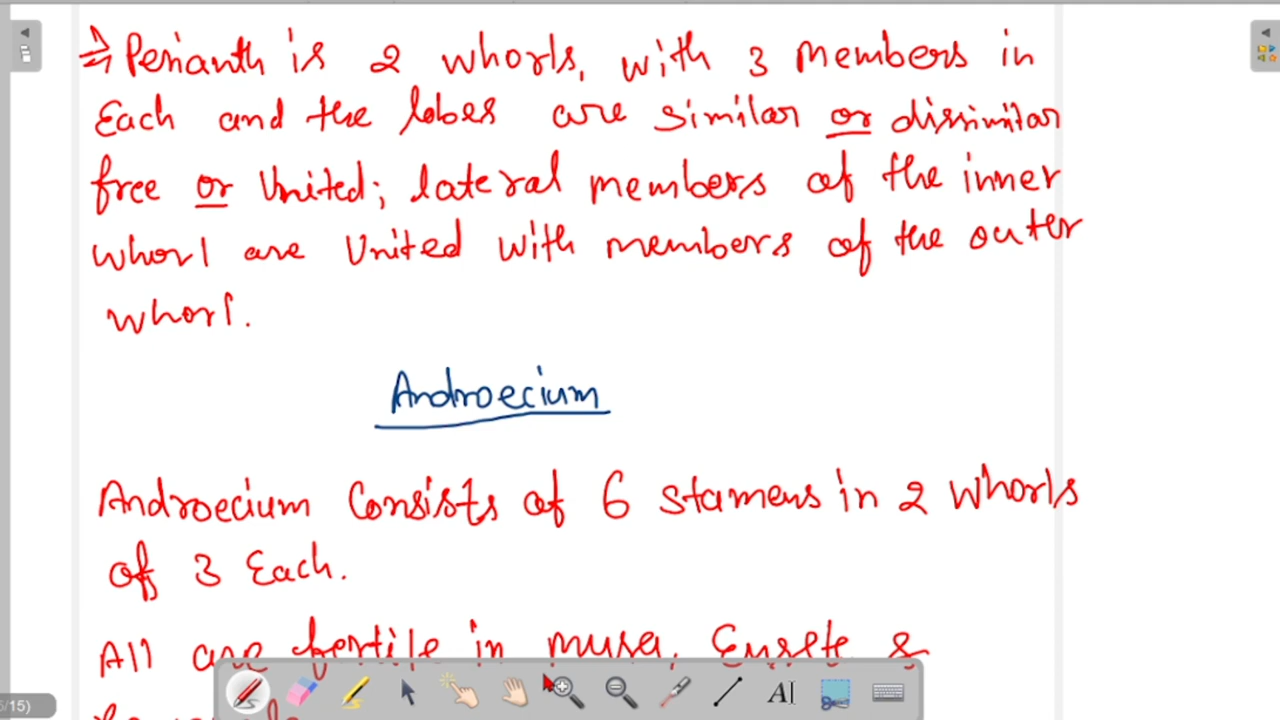 ⇒ Perianth is 2 whorls, with 3 members in
Each and the lobes are similar or dissimilar
free or United; lateral members of the inner
whorl are United with members of the outer
whorl.
Androecium
Androecium Consists of 6 stamens in 2 whorls
of 3 Each.
All are fertile in musa, Ensete &
AI
/15)